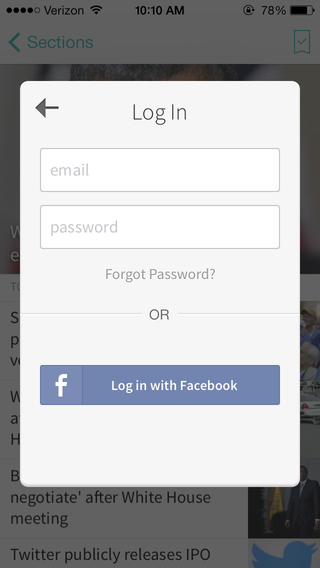 Verizon 10:10 AM 78%
Sections
Log In
email
password
Forgot Password?
OR
f Log in with Facebook
W
e
TO
S
p
v
W
a
H
B
negotiate' after White House
meeting
Twitter publicly releases IPO